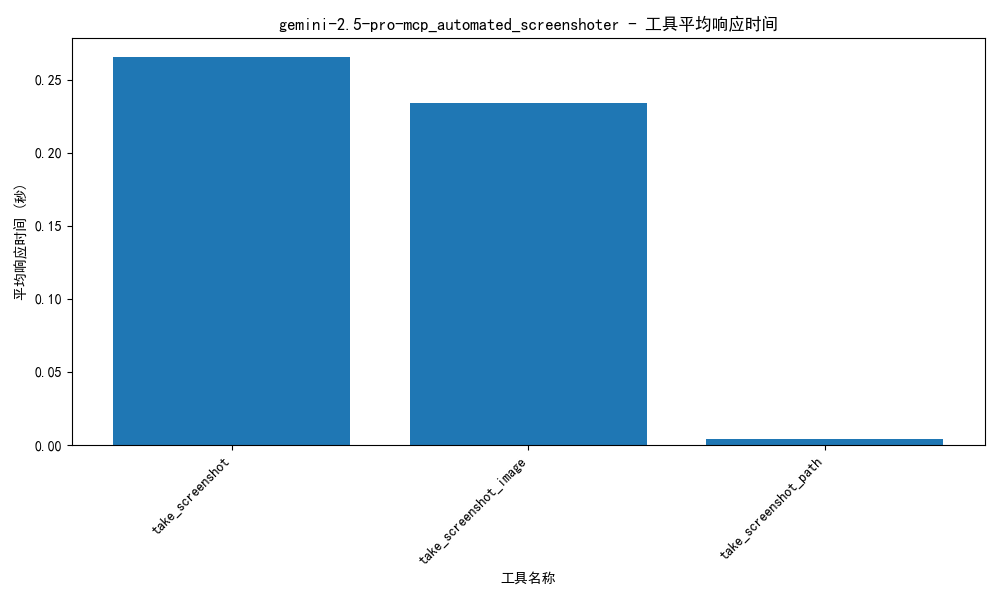 gemini-2.5-pro-mcp_automated_screenshoter - 工具平均响应时间
平均响应时间 (秒)
0.25
0.20
0.15
0.10
0.05
0.00
take_screenshot
take_screenshot_image
take_screenshot_path
工具名称